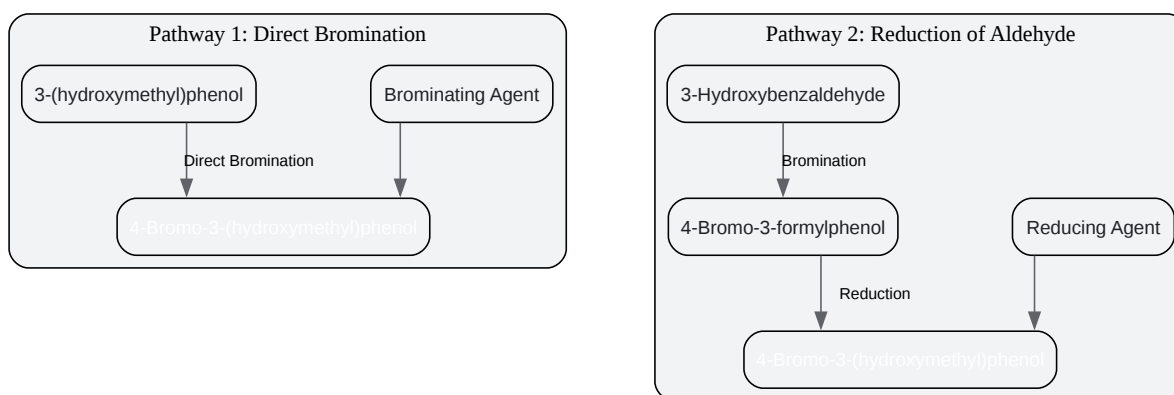 Pathway 1: Direct Bromination
3-(hydroxymethyl)phenol
Brominating Agent
Direct Bromination
4-Bromo-3-(hydroxymethyl)phenol
Pathway 2: Reduction of Aldehyde
3-Hydroxybenzaldehyde
Bromination
4-Bromo-3-formylphenol
Reducing Agent
Reduction
4-Bromo-3-(hydroxymethyl)phenol